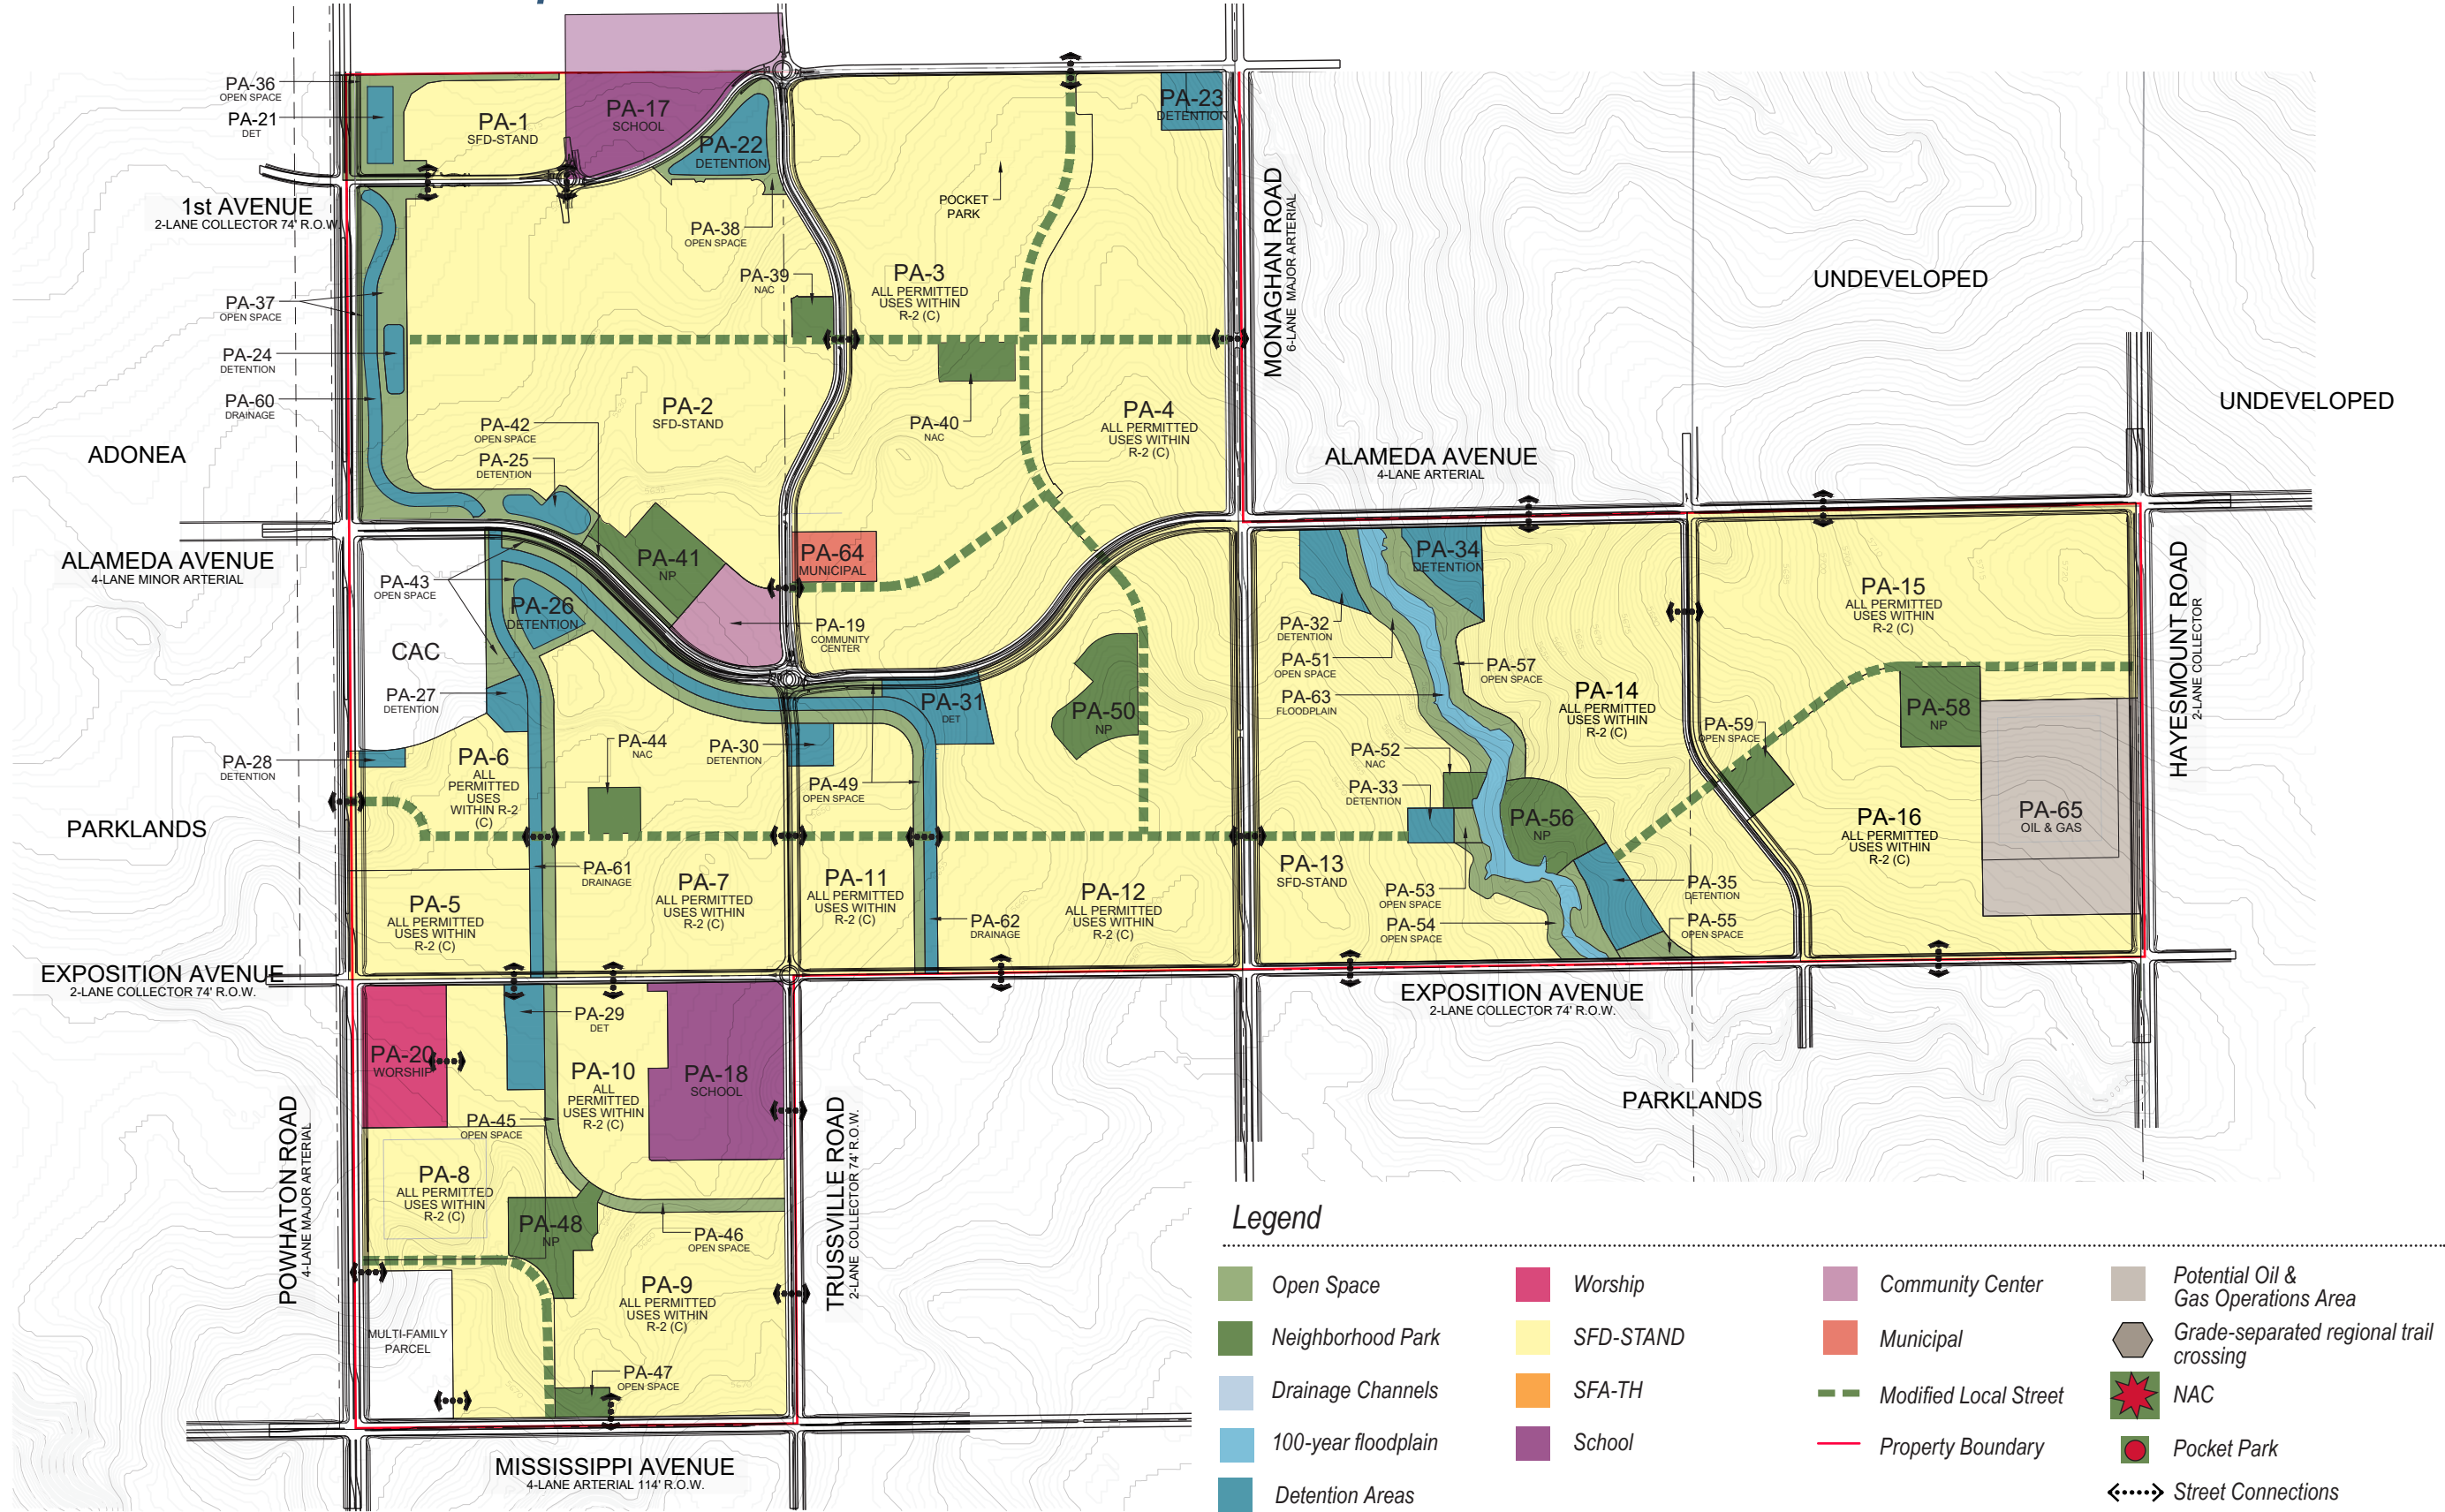 PA-36
OPEN SPACE
PA-21
DET
PA-1
SFD-STAND
PA-17
SCHOOL
PA-22
DETENTION
PA-23
DETENTION
1st AVENUE
2-LANE COLLECTOR 74' R.O.W.
PA-38
OPEN SPACE
POCKET
PARK
MONAGHAN ROAD
6-LANE MAJOR ARTERIAL
PA-39
NAC
PA-3
ALL PERMITTED
USES WITHIN
R-2 (C)
UNDEVELOPED
PA-37
OPEN SPACE
PA-24
DETENTION
PA-60
DRAINAGE
PA-2
SFD-STAND
PA-42
OPEN SPACE
PA-25
DETENTION
PA-40
NAC
PA-4
ALL PERMITTED
USES WITHIN
R-2 (C)
UNDEVELOPED
ADONEA
ALAMEDA AVENUE
4-LANE ARTERIAL
ALAMEDA AVENUE
4-LANE MINOR ARTERIAL
PA-41
NP
PA-64
MUNICIPAL
PA-34
DETENTION
PA-43
OPEN SPACE
PA-26
DETENTION
PA-19
COMMUNITY
CENTER
PA-32
DETENTION
PA-15
ALL PERMITTED
USES WITHIN
R-2 (C)
HAYESMOUNT ROAD
2-LANE COLLECTOR
CAC
PA-51
OPEN SPACE
PA-57
OPEN SPACE
PA-27
DETENTION
PA-31
DET
PA-50
NP
PA-63
FLOODPLAIN
PA-14
ALL PERMITTED
USES WITHIN
R-2 (C)
PA-58
NP
PA-59
OPEN SPACE
PA-28
DETENTION
PA-6
ALL
PERMITTED
USES
WITHIN R-2
(C)
PA-44
NAC
PA-30
DETENTION
PA-49
OPEN SPACE
PA-52
NAC
PA-33
DETENTION
PA-56
NP
PA-16
ALL PERMITTED
USES WITHIN
R-2 (C)
PA-65
OIL & GAS
PARKLANDS
PA-61
DRAINAGE
PA-7
ALL PERMITTED
USES WITHIN
R-2 (C)
PA-11
ALL PERMITTED
USES WITHIN
R-2 (C)
PA-12
ALL PERMITTED
USES WITHIN
R-2 (C)
PA-13
SFD-STAND
PA-53
OPEN SPACE
PA-35
DETENTION
PA-5
ALL PERMITTED
USES WITHIN
R-2 (C)
PA-62
DRAINAGE
PA-54
OPEN SPACE
PA-55
OPEN SPACE
EXPOSITION AVENUE
2-LANE COLLECTOR 74' R.O.W.
EXPOSITION AVENUE
2-LANE COLLECTOR 74' R.O.W.
PA-29
DET
PA-20
WORSHIP
PA-10
ALL
PERMITTED
USES WITHIN
R-2 (C)
PA-18
SCHOOL
PARKLANDS
PA-45
OPEN SPACE
POWHATON ROAD
4-LANE MAJOR ARTERIAL
TRUSSVILLE ROAD
2-LANE COLLECTOR 74' R.O.W.
PA-8
ALL PERMITTED
USES WITHIN
R-2 (C)
PA-48
NP
PA-46
OPEN SPACE
PA-9
ALL PERMITTED
USES WITHIN
R-2 (C)
MULTI-FAMILY
PARCEL
PA-47
OPEN SPACE
MISSISSIPPI AVENUE
4-LANE ARTERIAL 114' R.O.W.
Legend
Open Space
Neighborhood Park
Drainage Channels
100-year floodplain
Detention Areas
Worship
SFD-STAND
SFA-TH
School
Community Center
Municipal
Modified Local Street
Property Boundary
Potential Oil &
Gas Operations Area
Grade-separated regional trail
crossing
NAC
Pocket Park
Street Connections